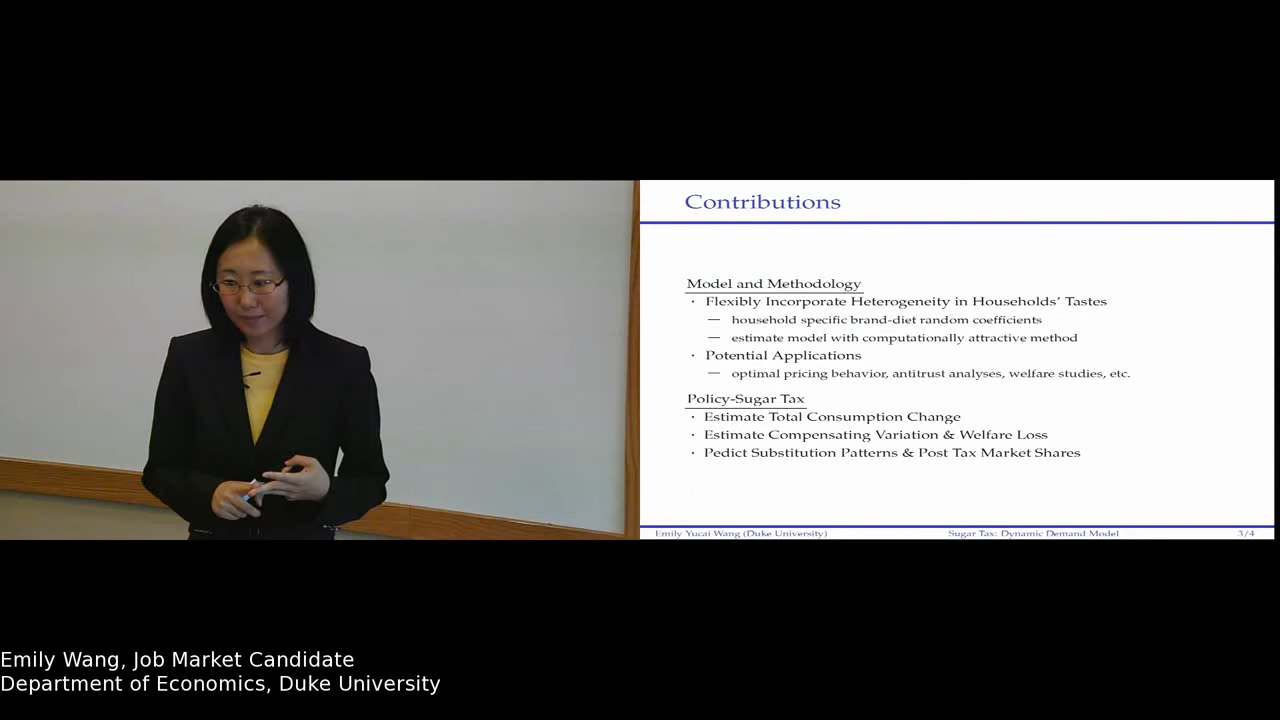 Contributions
Model and Methodology
· Flexibly Incorporate Heterogeneity in Households' Tastes
— household specific brand-diet random coefficients
— estimate model with computationally attractive method
· Potential Applications
— optimal pricing behavior, antitrust analyses, welfare studies, etc.
Policy-Sugar Tax
· Estimate Total Consumption Change
· Estimate Compensating Variation & Welfare Loss
· Pedict Substitution Patterns & Post Tax Market Shares
Emily Yucai Wang (Duke University) Sugar Tax: Dynamic Demand Model 3/4
Emily Wang, Job Market Candidate
Department of Economics, Duke University